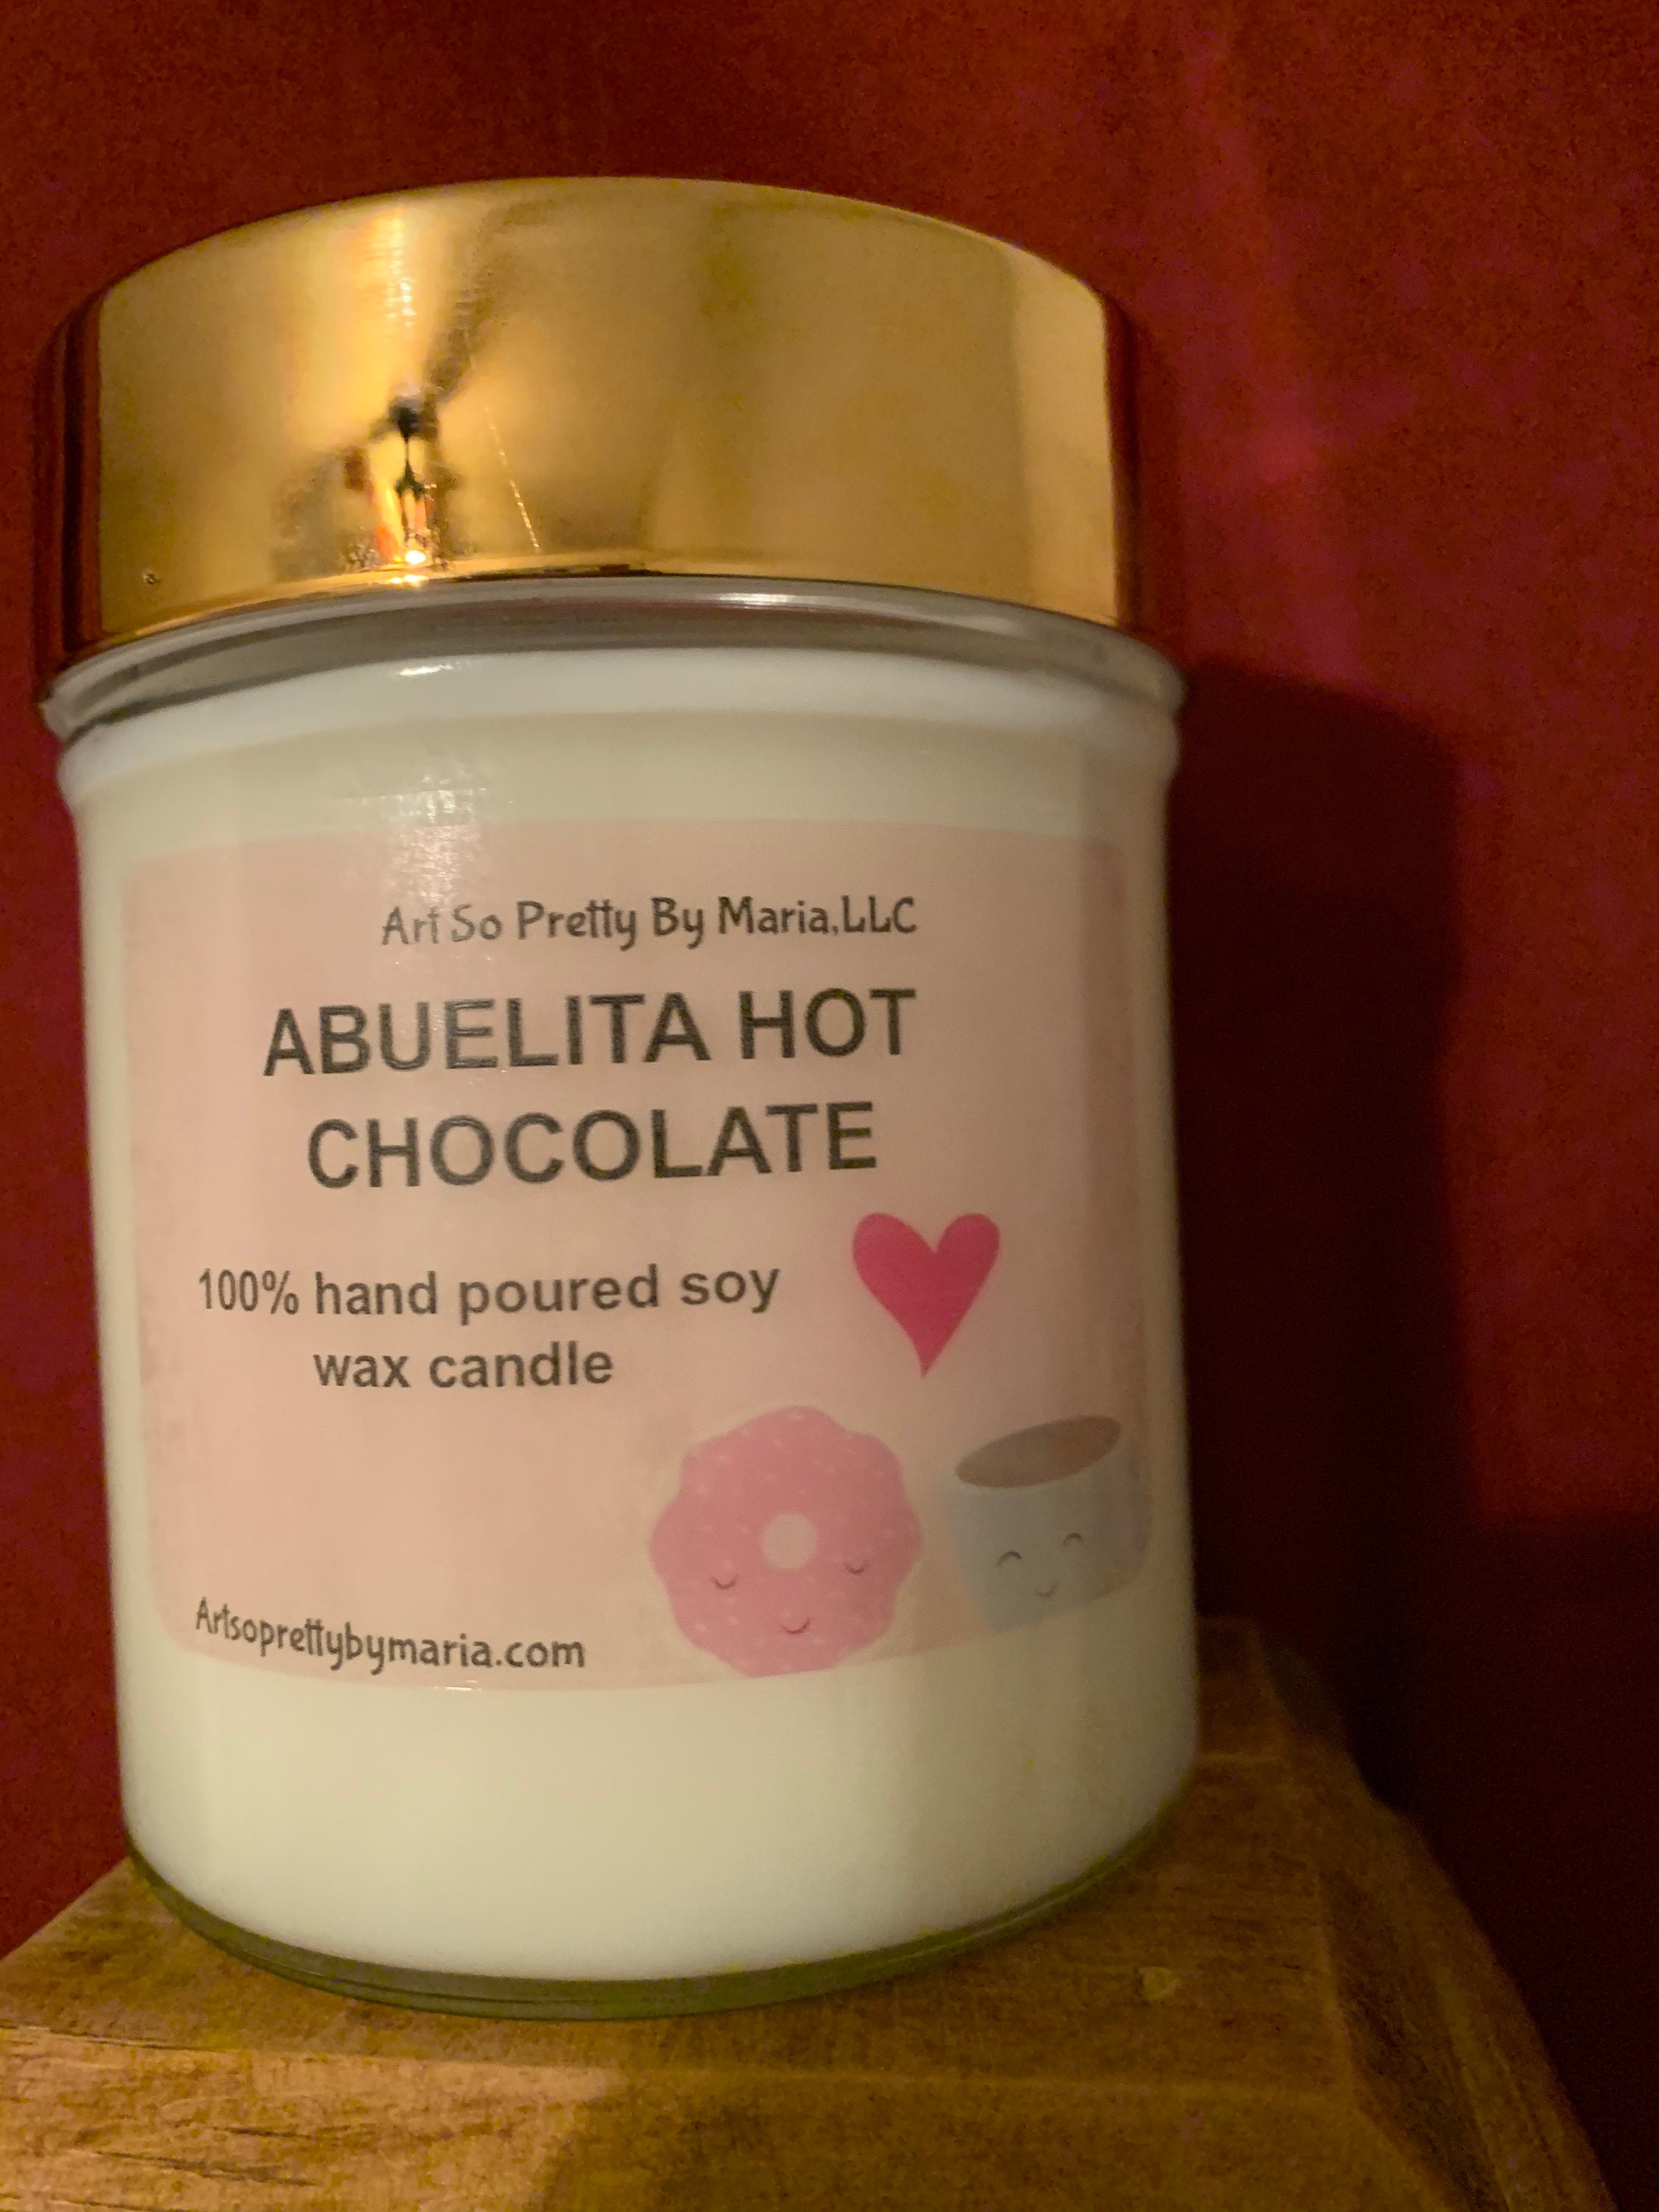 Art So Pretty By Maria,LLC
ABUELITA HOT
CHOCOLATE
100% hand poured soy
wax candle
Artsoprettybymaria.com